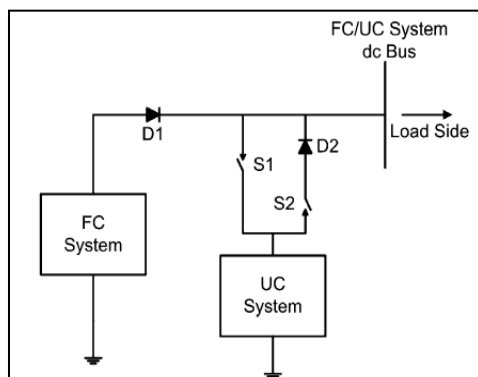 FC/UC System
dc Bus
D1
Load Side
S1
D2
S2
FC
System
UC
System